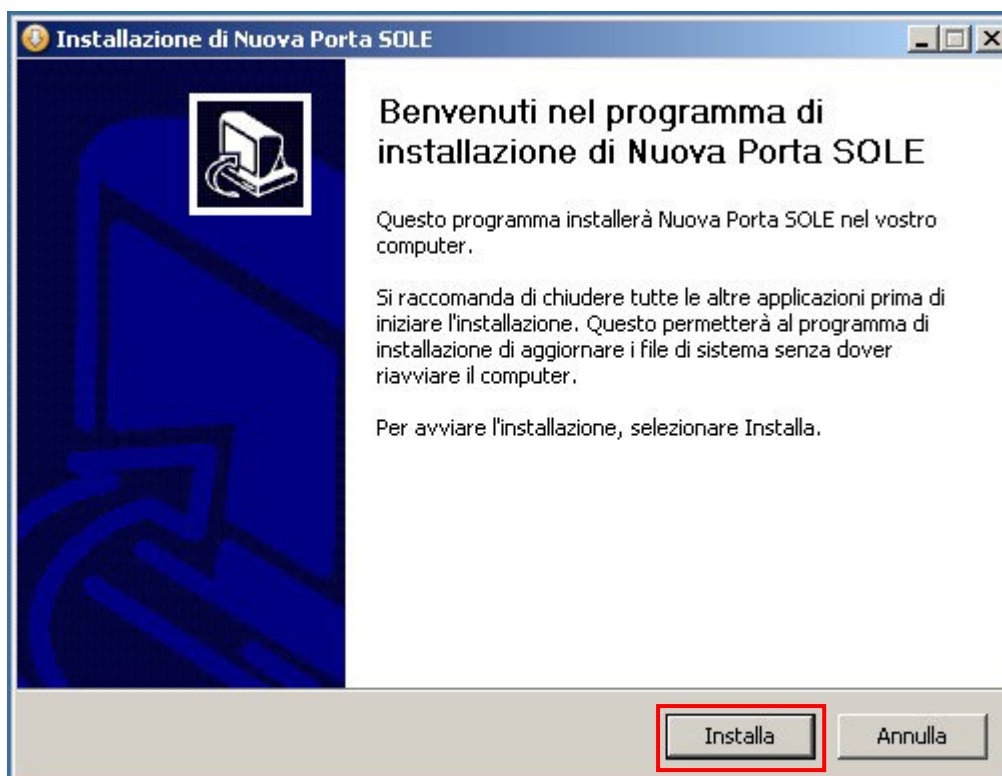 Installazione di Nuova Porta SOLE
Benvenuti nel programma di
installazione di Nuova Porta SOLE
Questo programma installerà Nuova Porta SOLE nel vostro
computer.
Si raccomanda di chiudere tutte le altre applicazioni prima di
iniziare l'installazione. Questo permetterà al programma di
installazione di aggiornare i file di sistema senza dover
riavviare il computer.
Per avviare l'installazione, selezionare Installa.
Installa
Annulla